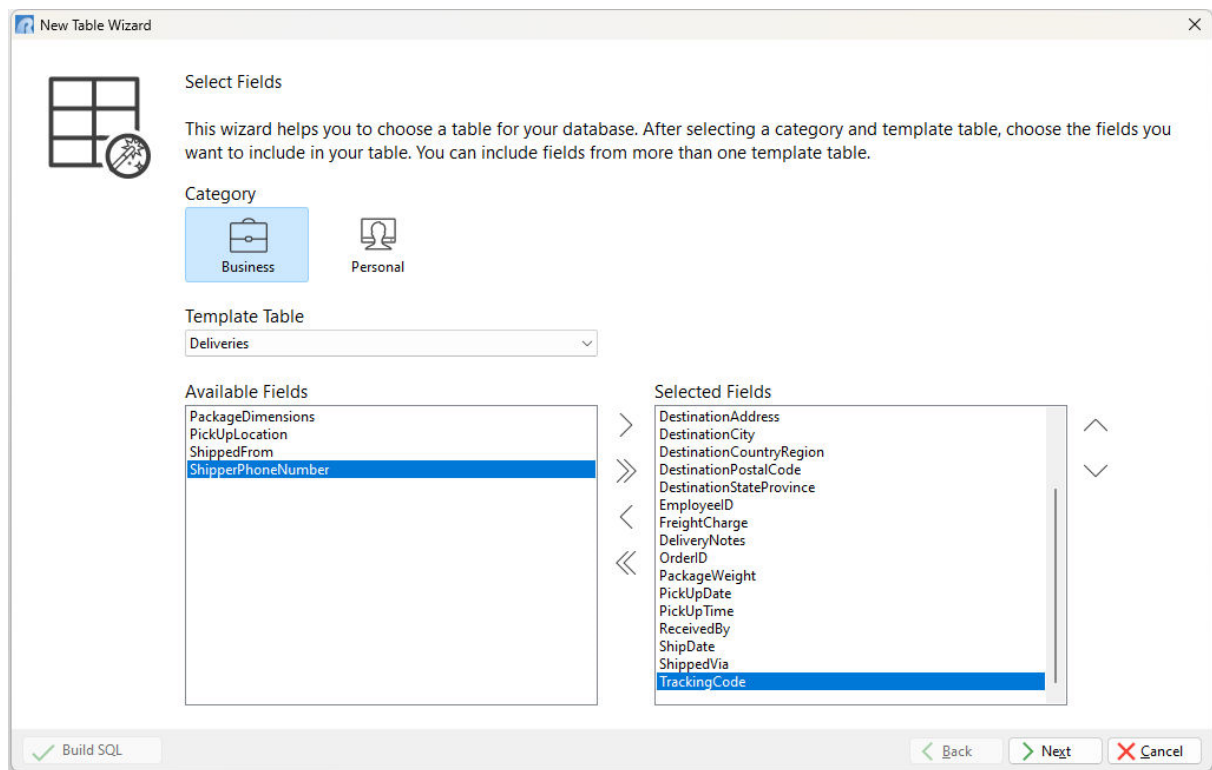 New Table Wizard
Select Fields
This wizard helps you to choose a table for your database. After selecting a category and template table, choose the fields you
want to include in your table. You can include fields from more than one template table.
Category
Business
Personal
Template Table
Deliveries
Available Fields
PackageDimensions
PickUpLocation
ShippedFrom
ShipperPhoneNumber
Selected Fields
DestinationAddress
DestinationCity
DestinationCountryRegion
DestinationPostalCode
DestinationStateProvince
EmployeeID
FreightCharge
DeliveryNotes
OrderID
PackageWeight
PickUpDate
PickUpTime
ReceivedBy
ShipDate
ShippedVia
TrackingCode
Build SQL
Back
Next
Cancel